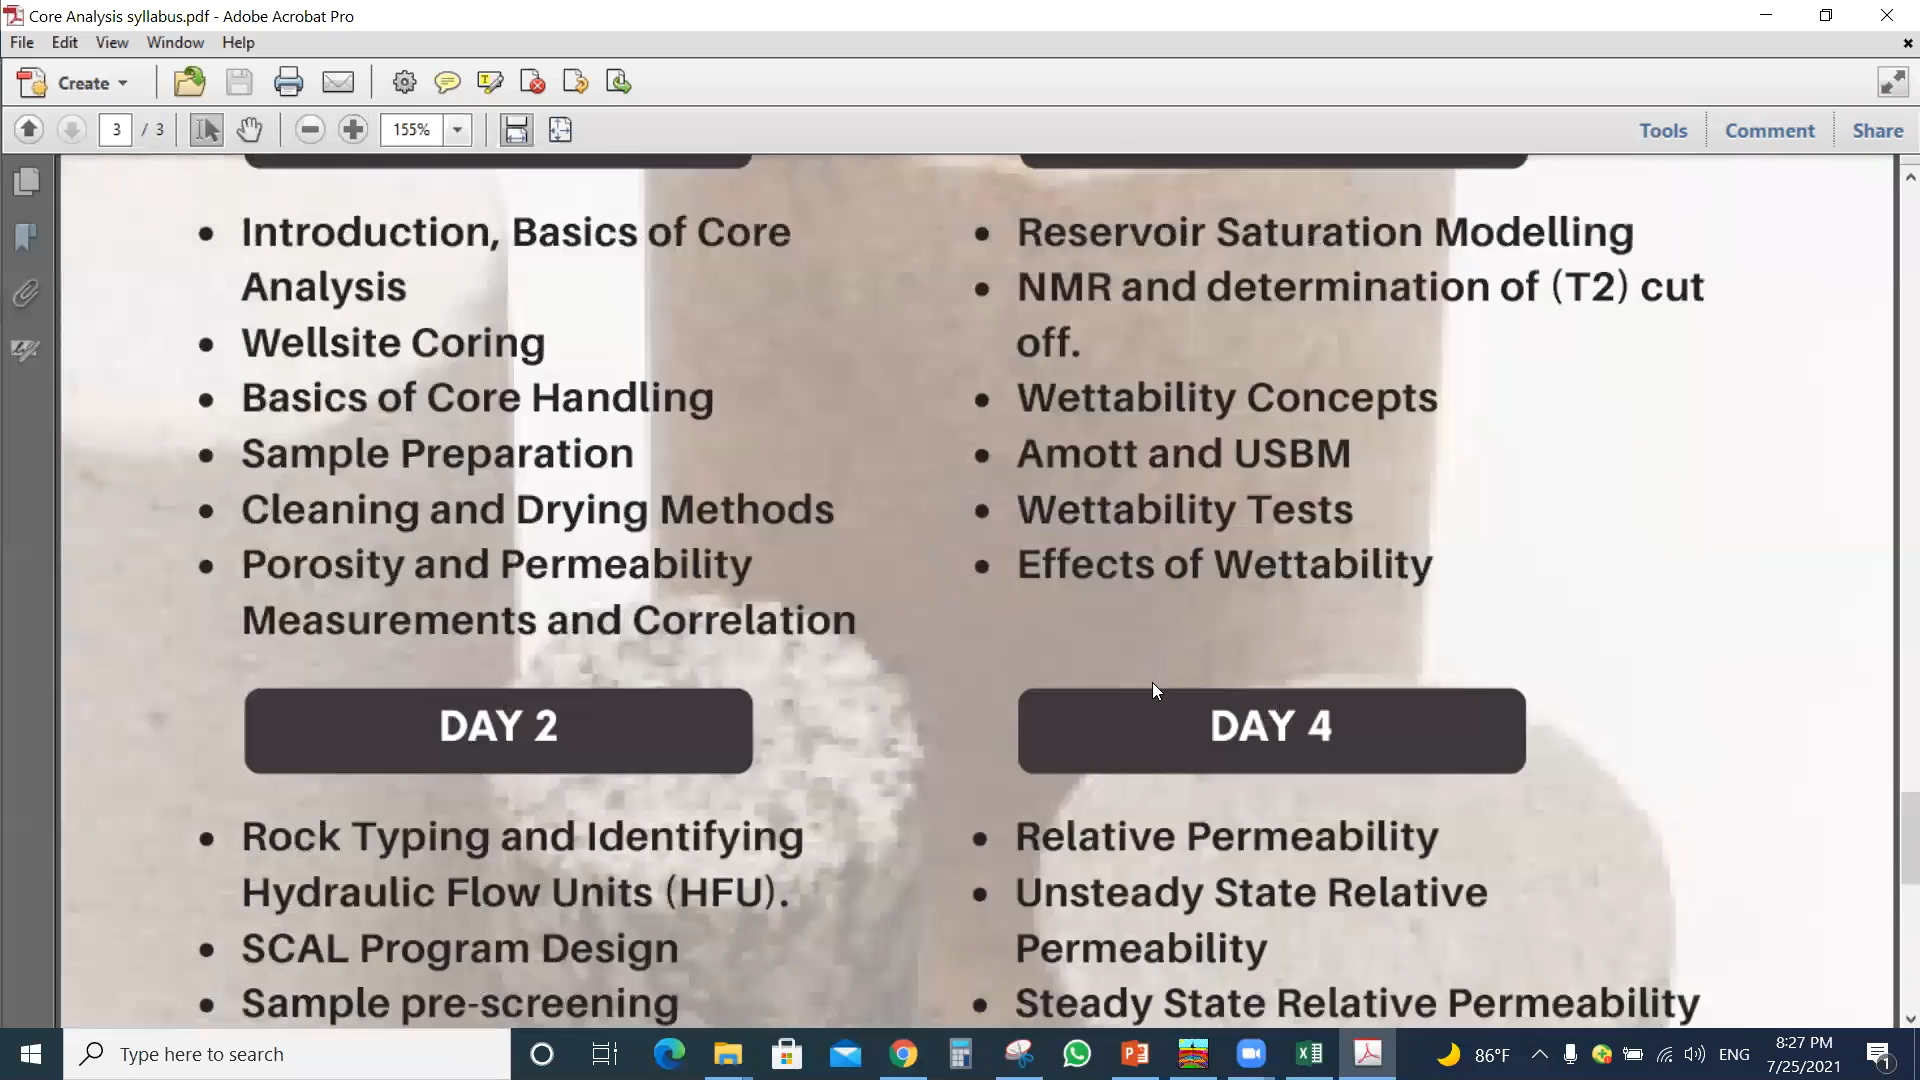 Core Analysis syllabus.pdf - Adobe Acrobat Pro
File Edit View Window Help
Create
3 / 3
155%
Tools Comment Share
• Introduction, Basics of Core
Analysis
• Wellsite Coring
• Basics of Core Handling
• Sample Preparation
• Cleaning and Drying Methods
• Porosity and Permeability
Measurements and Correlation
DAY 2
• Rock Typing and Identifying
Hydraulic Flow Units (HFU).
• SCAL Program Design
• Sample pre-screening
• Reservoir Saturation Modelling
• NMR and determination of (T2) cut
off.
• Wettability Concepts
• Amott and USBM
• Wettability Tests
• Effects of Wettability
DAY 4
• Relative Permeability
• Unsteady State Relative
Permeability
• Steady State Relative Permeability
Type here to search
86°F
ENG
8:27 PM
7/25/2021
1